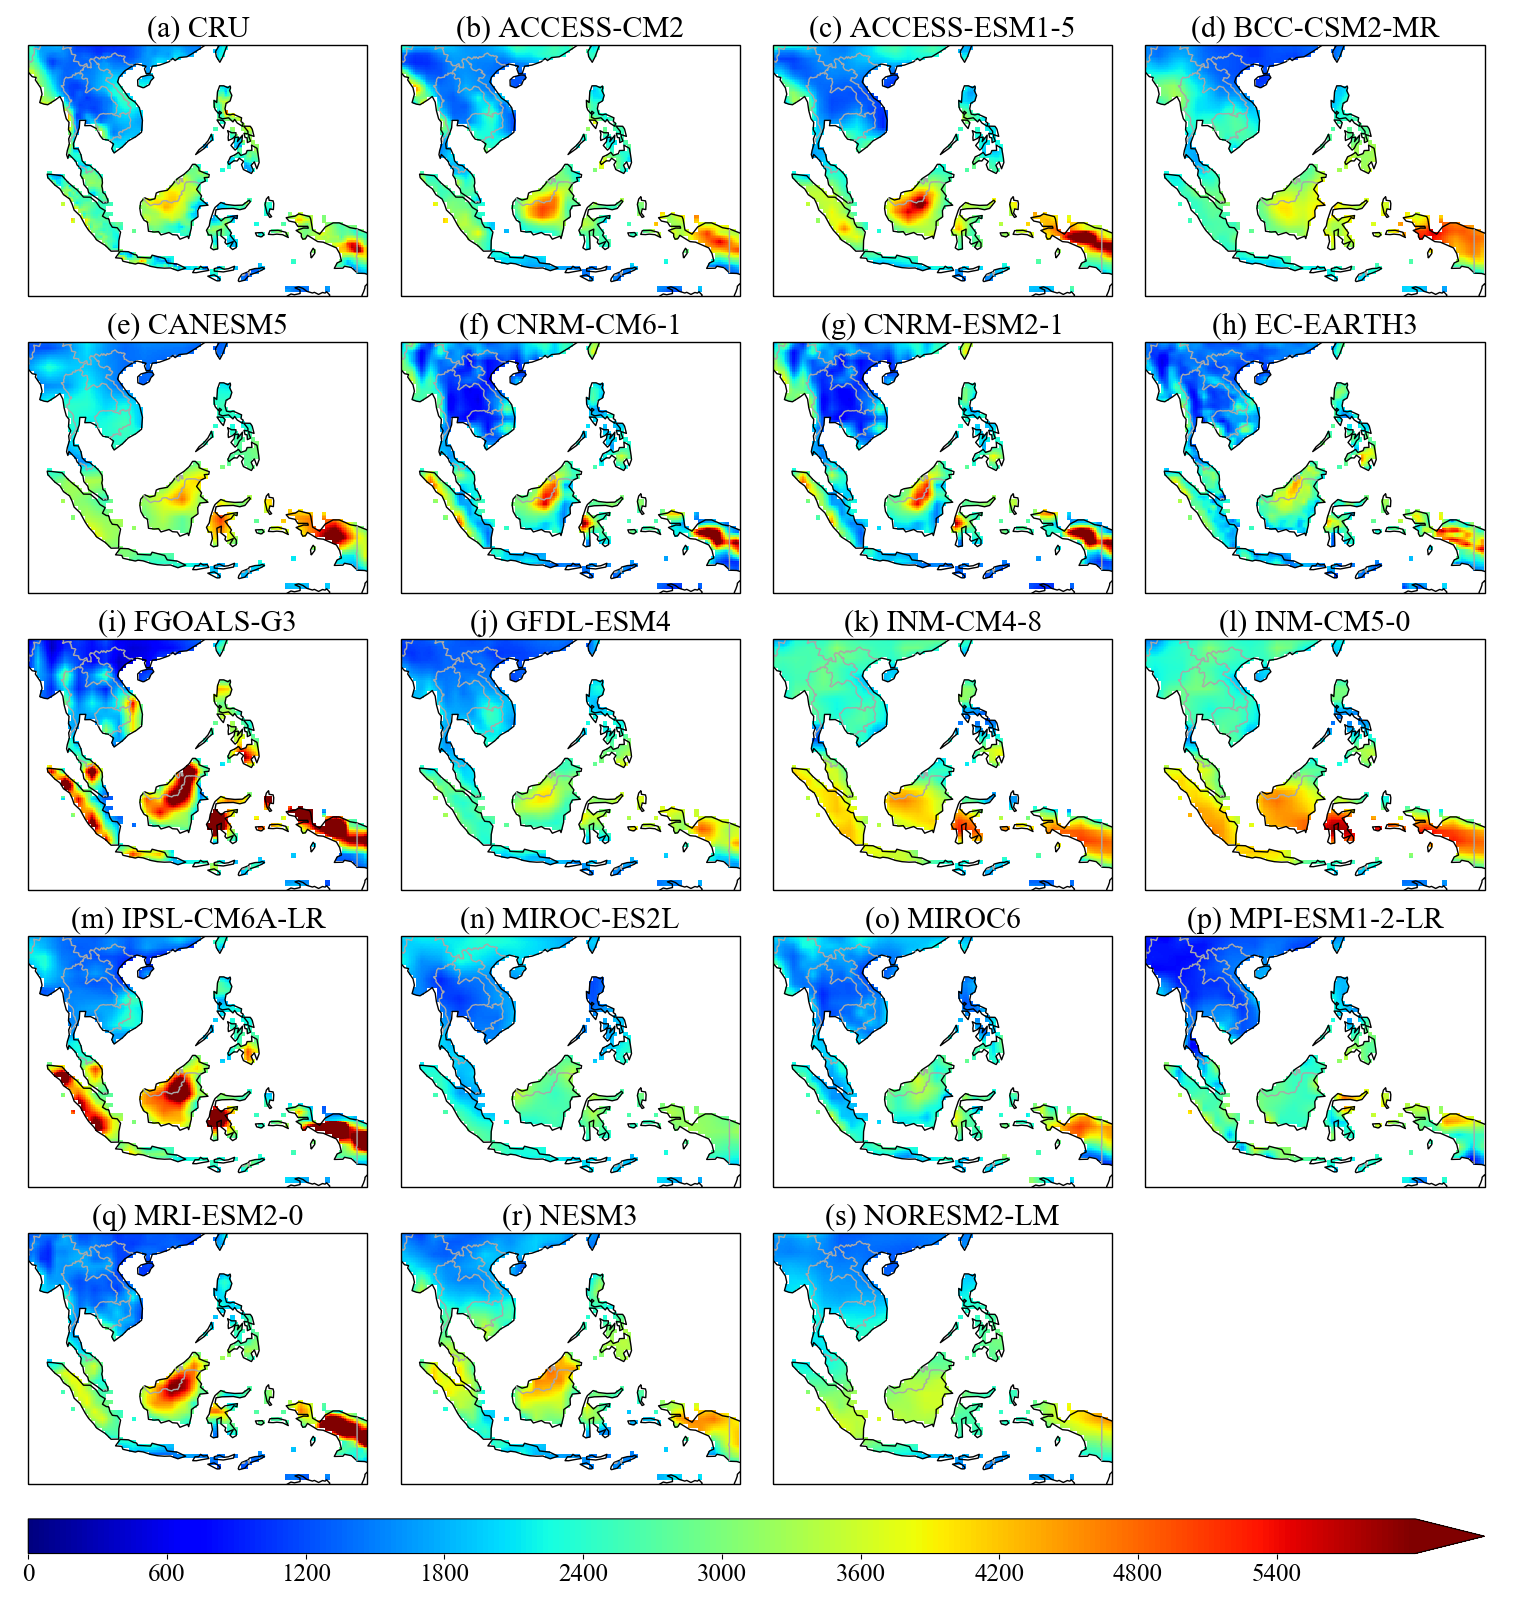 (a) CRU
(b) ACCESS-CM2
(c) ACCESS-ESM1-5
(d) BCC-CSM2-MR
(e) CANESM5
(f) CNRM-CM6-1
(g) CNRM-ESM2-1
(h) EC-EARTH3
(i) FGOALS-G3
(j) GFDL-ESM4
(k) INM-CM4-8
(l) INM-CM5-0
(m) IPSL-CM6A-LR
(n) MIROC-ES2L
(o) MIROC6
(p) MPI-ESM1-2-LR
(q) MRI-ESM2-0
(r) NESM3
(s) NORESM2-LM
0 600 1200 1800 2400 3000 3600 4200 4800 5400